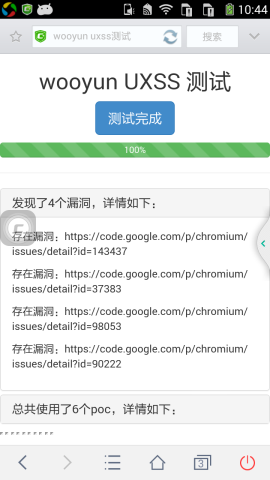 10:44
wooyun uxss测试
搜索
wooyun UXSS 测试
测试完成
100%
发现了4个漏洞，详情如下：
存在漏洞：https://code.google.com/p/chromium/
issues/detail?id=143437
存在漏洞：https://code.google.com/p/chromium/
issues/detail?id=37383
存在漏洞：https://code.google.com/p/chromium/
issues/detail?id=98053
存在漏洞：https://code.google.com/p/chromium/
issues/detail?id=90222
总共使用了6个poc，详情如下：
3